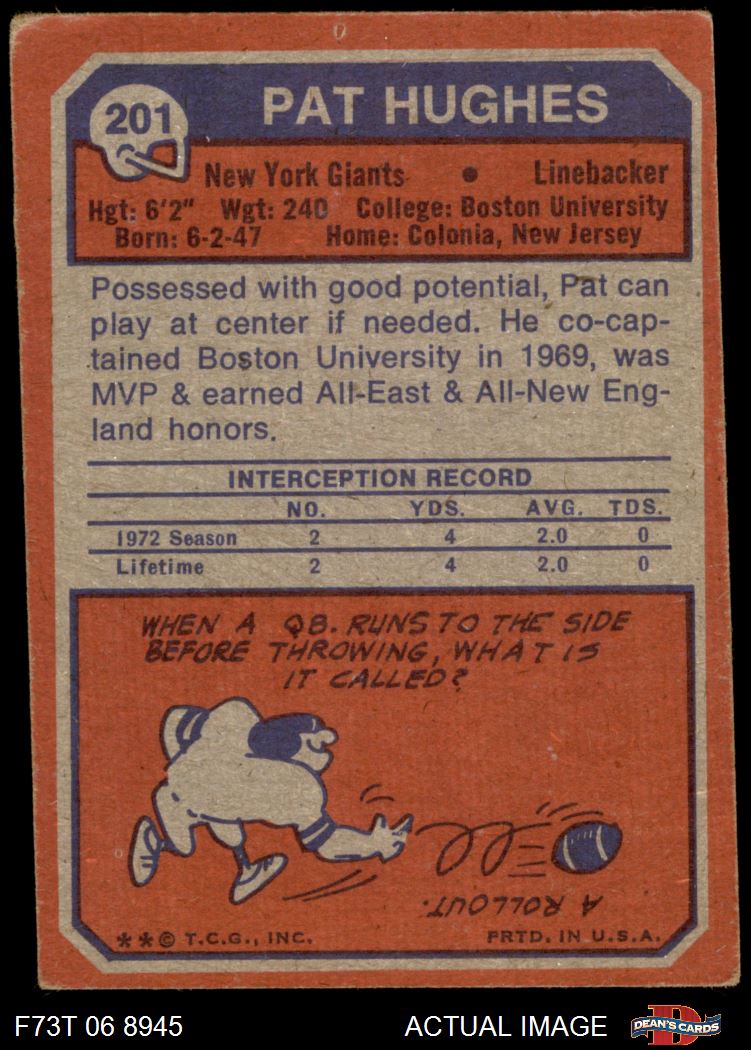 201
PAT HUGHES
New York Giants • Linebacker
Hgt: 6'2" Wgt: 240 College: Boston University
Born: 6-2-47 Home: Colonia, New Jersey
Possessed with good potential, Pat can
play at center if needed. He co-cap-
tained Boston University in 1969, was
MVP & earned All-East & All-New Eng-
land honors.
INTERCEPTION RECORD
NO. YDS. AVG. TDS.
1972 Season 2 4 2.0 0
Lifetime 2 4 2.0 0
WHEN A QB. RUNS TO THE SIDE
BEFORE THROWING, WHAT IS
IT CALLED?
A ROLLOUT.
**© T.C.G., INC. PRTD. IN U.S.A.
F73T 06 8945 ACTUAL IMAGE D DEAN'S CARDS